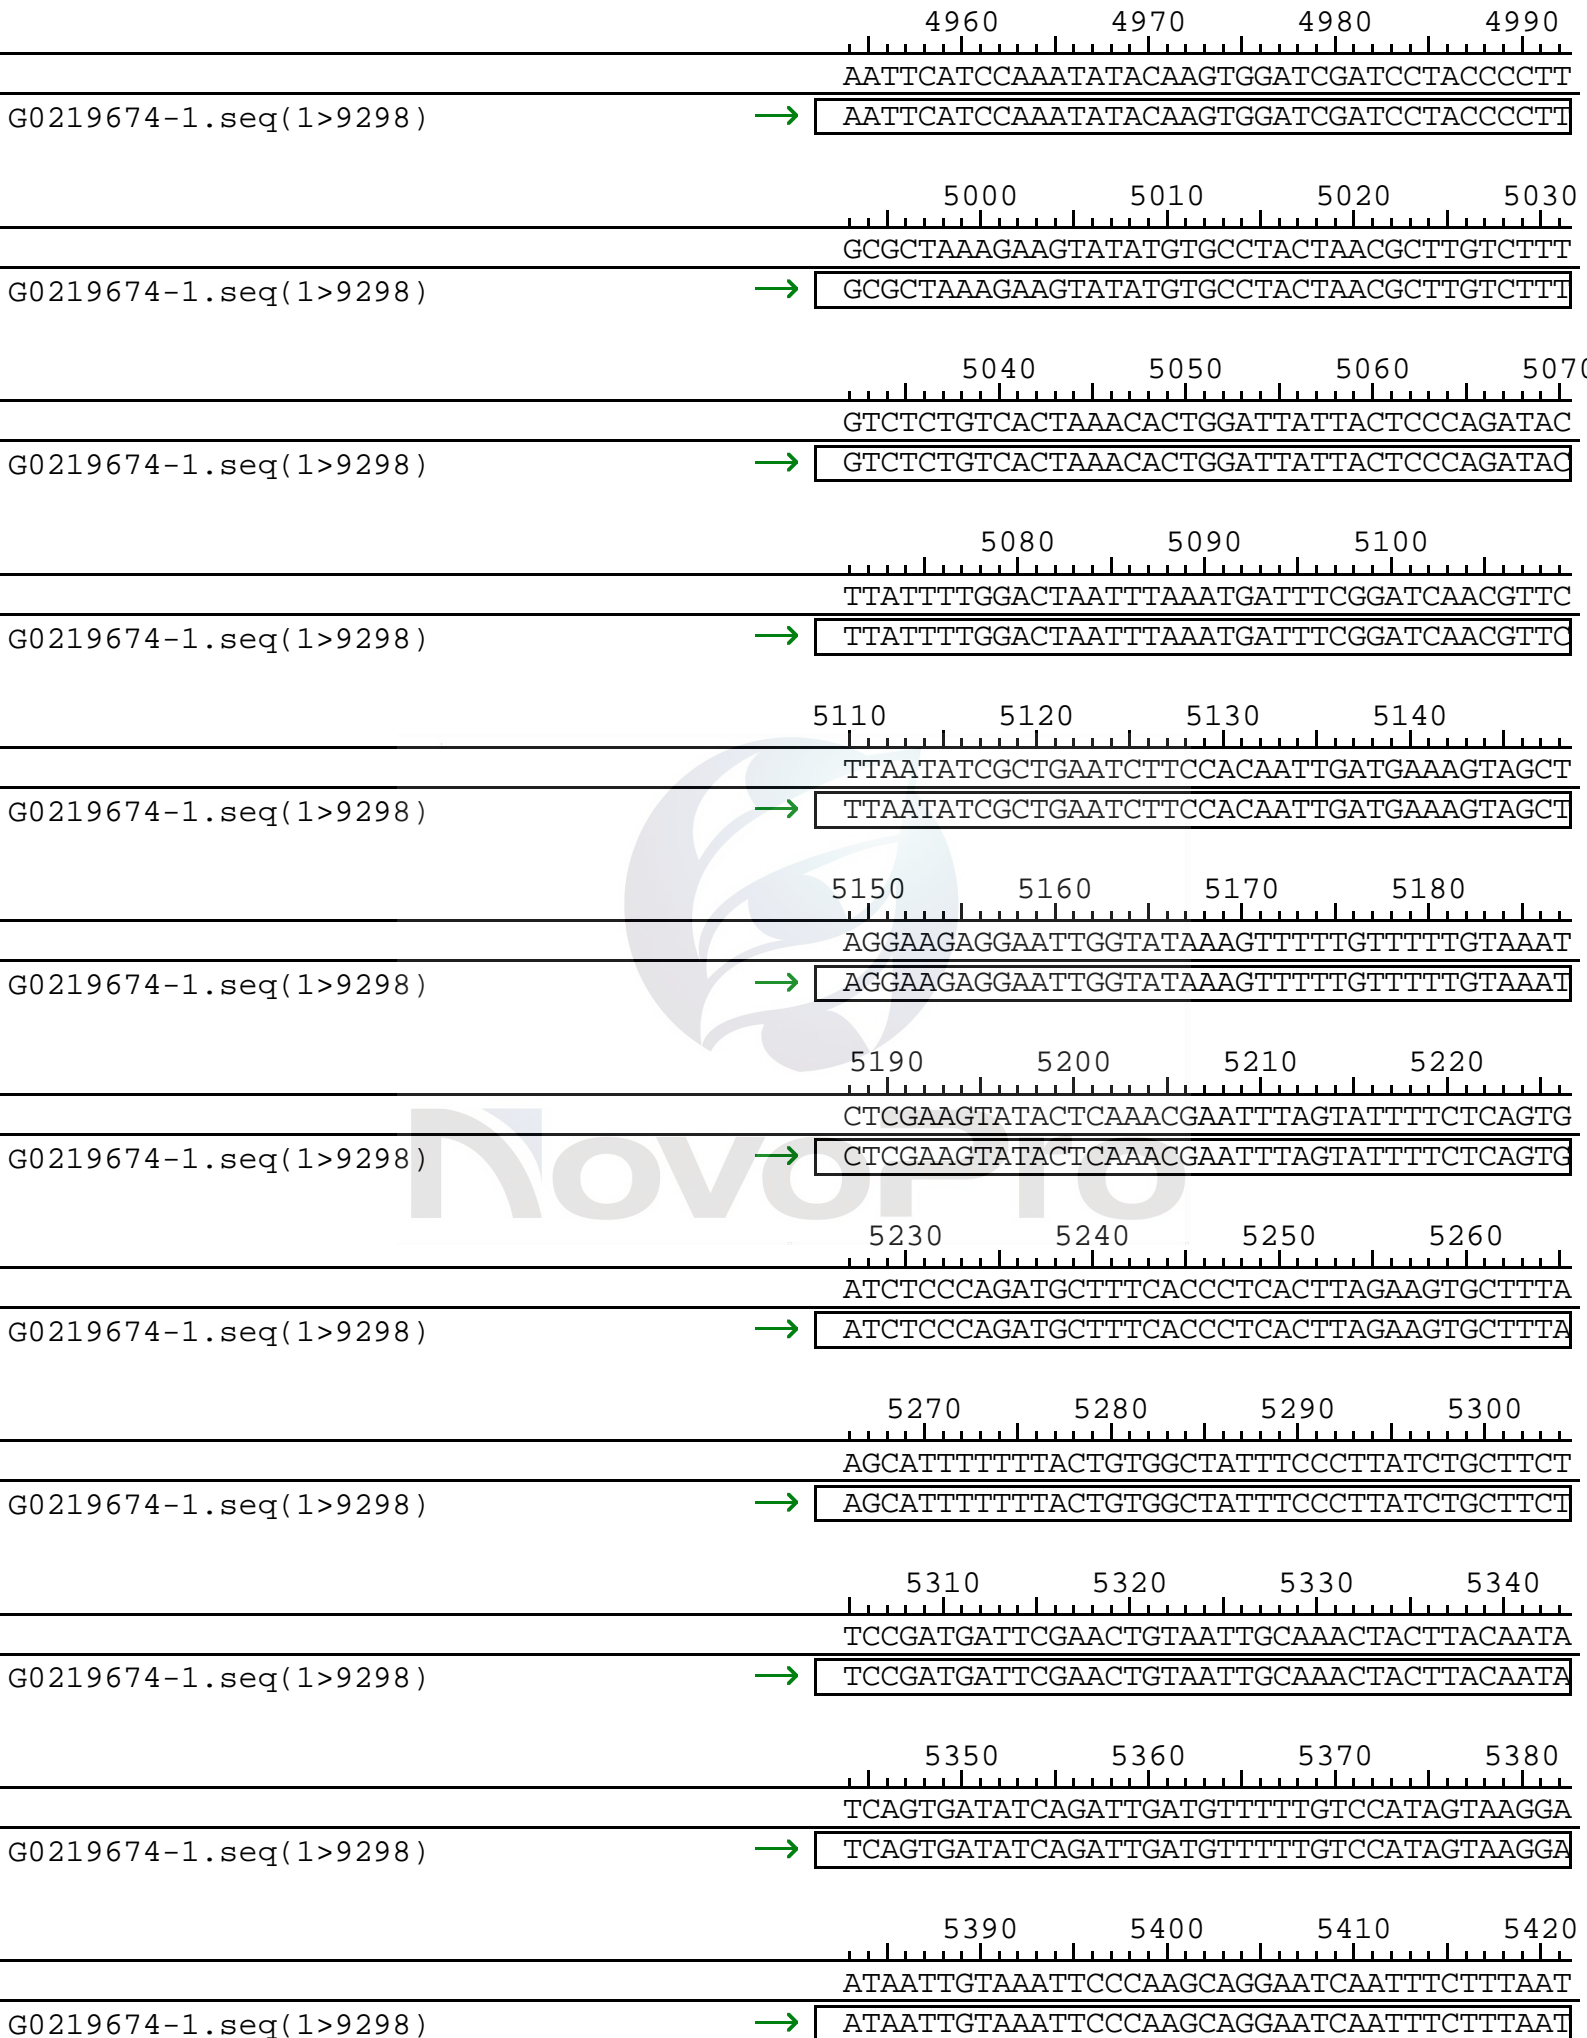 4960 4970 4980 4990
AATTCATCCAAATATACAAGTGGATCGATCCTACCCCTT
G0219674-1.seq(1>9298) → AATTCATCCAAATATACAAGTGGATCGATCCTACCCCTT
5000 5010 5020 5030
GCGCTAAAGAAGTATATGTGCCTACTAACGCTTGTCTTT
G0219674-1.seq(1>9298) → GCGCTAAAGAAGTATATGTGCCTACTAACGCTTGTCTTT
5040 5050 5060 5070
GTCTCTGTCACTAAACACTGGATTATTACTCCCAGATAC
G0219674-1.seq(1>9298) → GTCTCTGTCACTAAACACTGGATTATTACTCCCAGATAC
5080 5090 5100
TTATTTTGGACTAATTTAAATGATTTCGGATCAACGTTC
G0219674-1.seq(1>9298) → TTATTTTGGACTAATTTAAATGATTTCGGATCAACGTTC
5110 5120 5130 5140
TTAATATCGCTGAATCTTCCACAATTGATGAAAGTAGCT
G0219674-1.seq(1>9298) → TTAATATCGCTGAATCTTCCACAATTGATGAAAGTAGCT
5150 5160 5170 5180
AGGAAGAGGAATTGGTATAAAGTTTTTGTTTTTGTAAAT
G0219674-1.seq(1>9298) → AGGAAGAGGAATTGGTATAAAGTTTTTGTTTTTGTAAAT
5190 5200 5210 5220
CTCGAAGTATACTCAAACGAATTTAGTATTTTCTCAGTG
G0219674-1.seq(1>9298) → CTCGAAGTATACTCAAACGAATTTAGTATTTTCTCAGTG
NovoPro
5230 5240 5250 5260
ATCTCCCAGATGCTTTCACCCTCACTTAGAAGTGCTTTA
G0219674-1.seq(1>9298) → ATCTCCCAGATGCTTTCACCCTCACTTAGAAGTGCTTTA
5270 5280 5290 5300
AGCATTTTTTTACTGTGGCTATTTCCCTTATCTGCTTCT
G0219674-1.seq(1>9298) → AGCATTTTTTTACTGTGGCTATTTCCCTTATCTGCTTCT
5310 5320 5330 5340
TCCGATGATTCGAACTGTAATTGCAAACTACTTACAATA
G0219674-1.seq(1>9298) → TCCGATGATTCGAACTGTAATTGCAAACTACTTACAATA
5350 5360 5370 5380
TCAGTGATATCAGATTGATGTTTTTGTCCATAGTAAGGA
G0219674-1.seq(1>9298) → TCAGTGATATCAGATTGATGTTTTTGTCCATAGTAAGGA
5390 5400 5410 5420
ATAATTGTAAATTCCCAAGCAGGAATCAATTTCTTTAAT
G0219674-1.seq(1>9298) → ATAATTGTAAATTCCCAAGCAGGAATCAATTTCTTTAAT